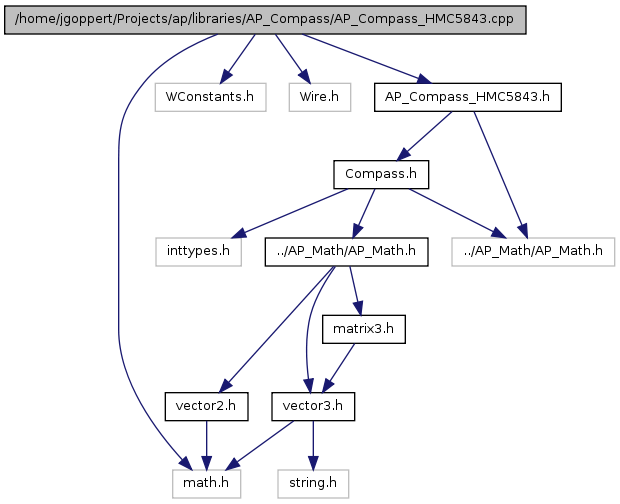 /home/jgoppert/Projects/ap/libraries/AP_Compass/AP_Compass_HMC5843.cpp
WConstants.h
Wire.h
AP_Compass_HMC5843.h
Compass.h
inttypes.h
../AP_Math/AP_Math.h
../AP_Math/AP_Math.h
matrix3.h
vector2.h
vector3.h
math.h
string.h